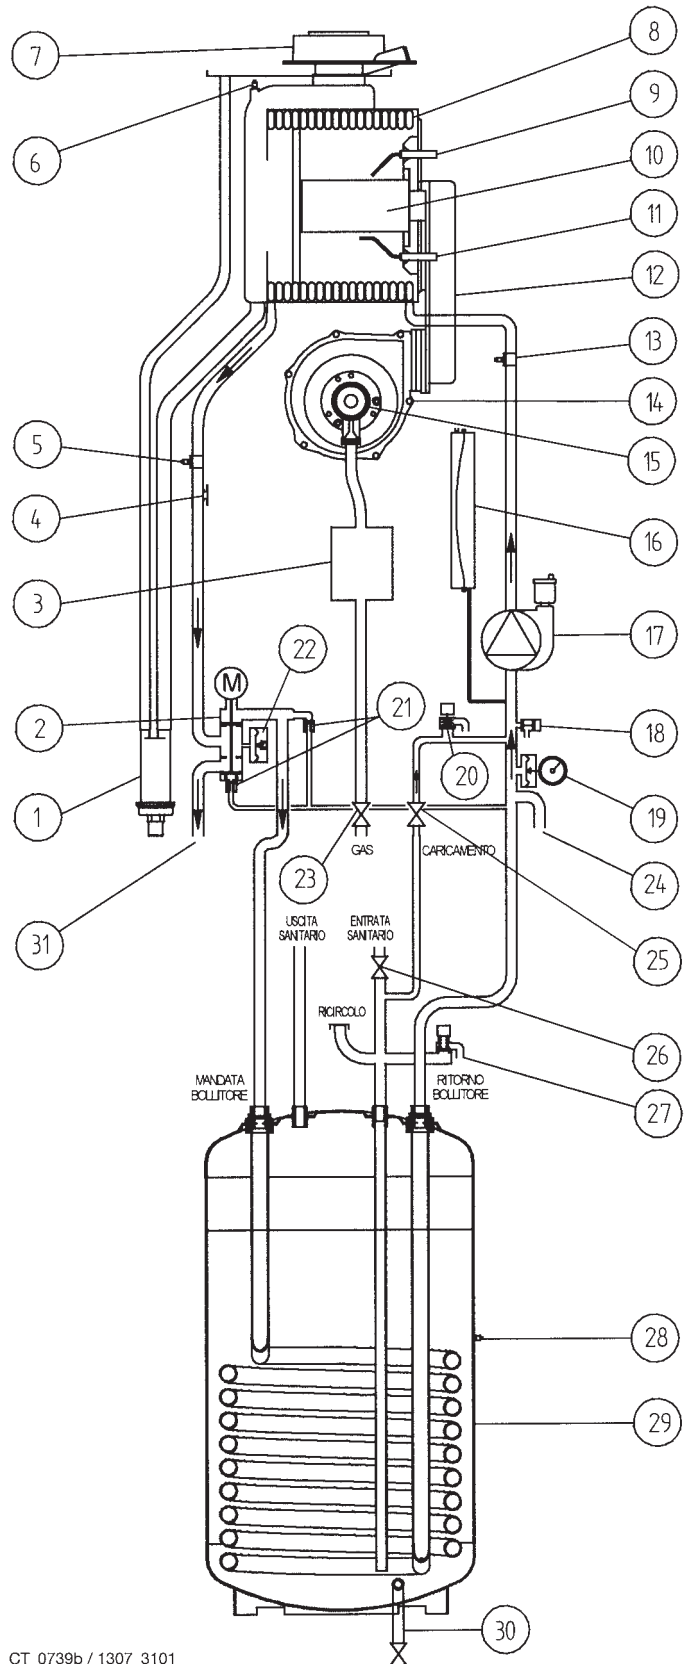 7
8
9
6
10
11
12
13
14
5
15
4
16
3
17
22
M
2
21
18
20
1
19
GAS
CARICAMENTO
23
24
31
USCITA
SANITARIO
ENTRATA
SANITARIO
25
RICIRCOLO
26
MANDATA
BOLLITORE
RITORNO
BOLLITORE
27
28
29
30
CT 0739b / 1307 3101